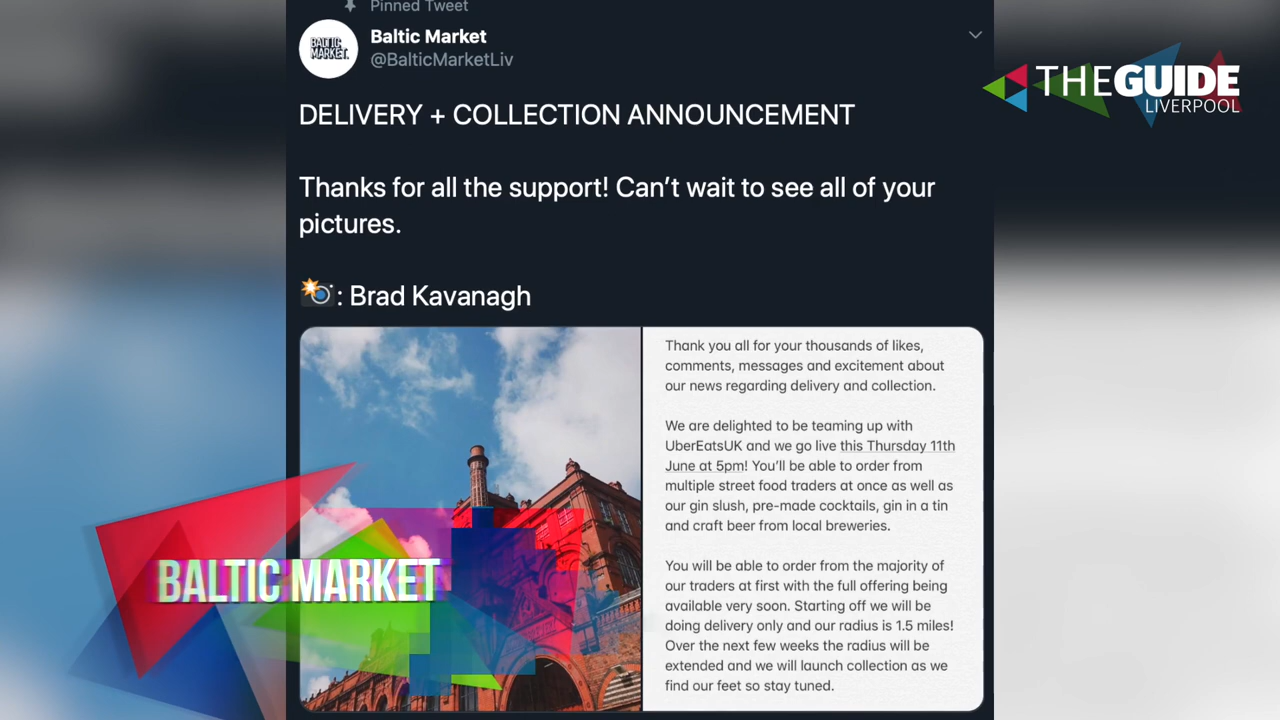 Pinned Tweet
Baltic Market
@BalticMarketLiv
THEGUIDE
LIVERPOOL
DELIVERY + COLLECTION ANNOUNCEMENT
Thanks for all the support! Can't wait to see all of your
pictures.
📸: Brad Kavanagh
Thank you all for your thousands of likes,
comments, messages and excitement about
our news regarding delivery and collection.
We are delighted to be teaming up with
UberEatsUK and we go live this Thursday 11th
June at 5pm! You'll be able to order from
multiple street food traders at once as well as
our gin slush, pre-made cocktails, gin in a tin
and craft beer from local breweries.
You will be able to order from the majority of
our traders at first with the full offering being
available very soon. Starting off we will be
doing delivery only and our radius is 1.5 miles!
Over the next few weeks the radius will be
extended and we will launch collection as we
find our feet so stay tuned.
BALTIC MARKET
BALTIC
MARKET.